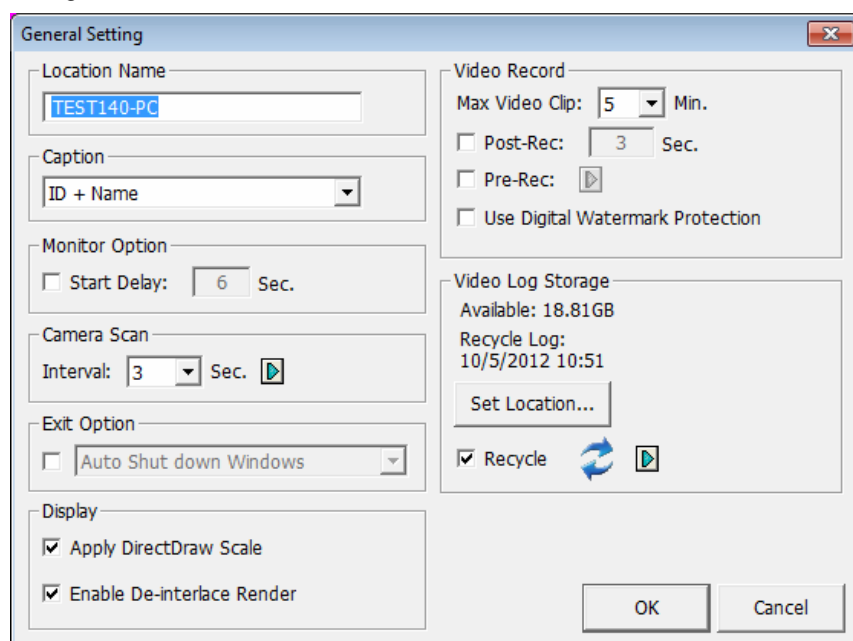 General Setting
Location Name
TEST140-PC
Caption
ID + Name
Monitor Option
Start Delay: 6 Sec.
Camera Scan
Interval: 3 Sec.
Exit Option
Auto Shut down Windows
Display
Apply DirectDraw Scale
Enable De-interlace Render
Video Record
Max Video Clip: 5 Min.
Post-Rec: 3 Sec.
Pre-Rec:
Use Digital Watermark Protection
Video Log Storage
Available: 18.81GB
Recycle Log:
10/5/2012 10:51
Set Location...
Recycle
OK Cancel